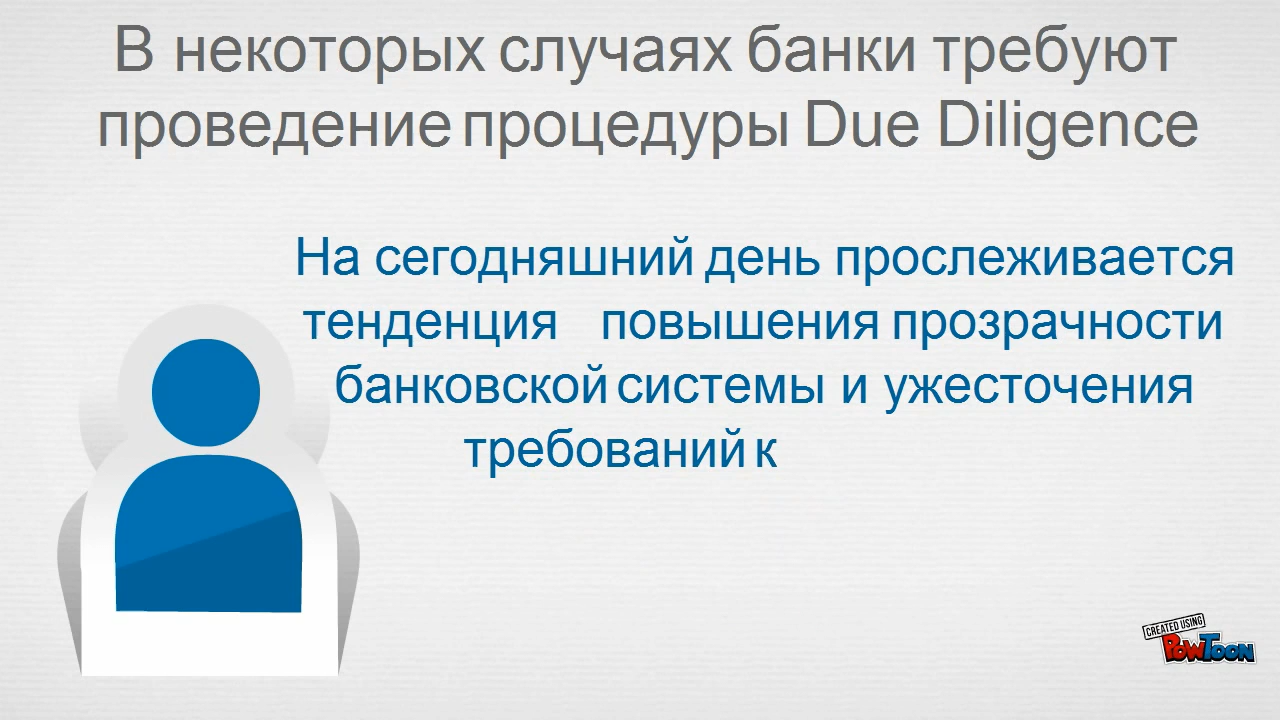 В некоторых случаях банки требуют
проведение процедуры Due Diligence
На сегодняшний день прослеживается
тенденция повышения прозрачности
банковской системы и ужесточения
требований к
CREATED USING
PowToon